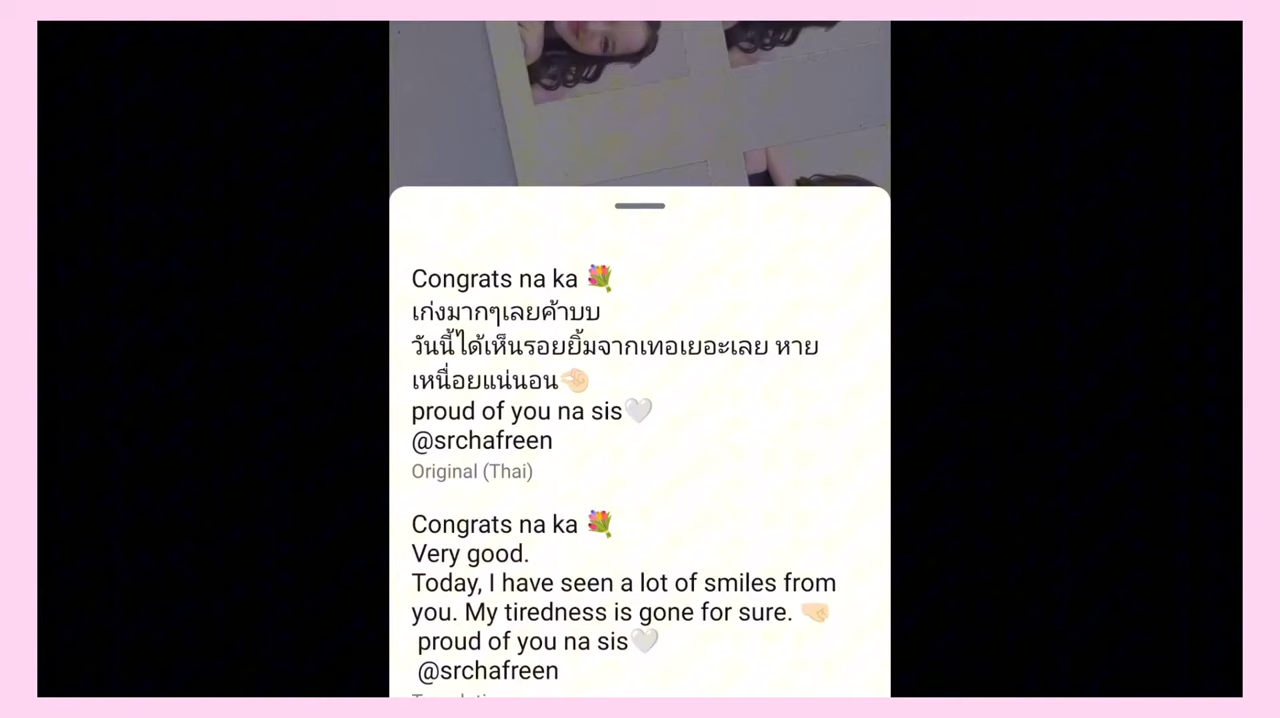 Congrats na ka 💐
เก่งมากๆเลยค้าบบ
วันนี้ได้เห็นรอยยิ้มจากเทอเยอะเลย หาย
เหนื่อยแน่นอน🤏🏻
proud of you na sis🤍
@srchafreen
Original (Thai)
Congrats na ka 💐
Very good.
Today, I have seen a lot of smiles from
you. My tiredness is gone for sure. 🤜🏻
proud of you na sis🤍
@srchafreen